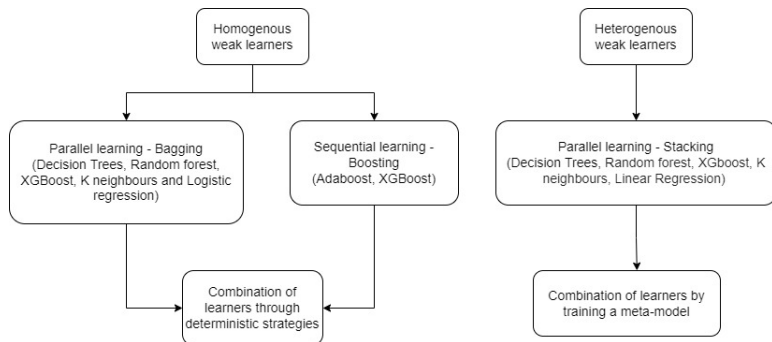 Homogenous
weak learners
Heterogenous
weak learners
Parallel learning - Bagging
(Decision Trees, Random forest,
XGBoost, K neighbours and Logistic
regression)
Sequential learning -
Boosting
(Adaboost, XGBoost)
Parallel learning - Stacking
(Decision Trees, Random forest, XGboost, K
neighbours, Linear Regression)
Combination of
learners through
deterministic strategies
Combination of learners by
training a meta-model